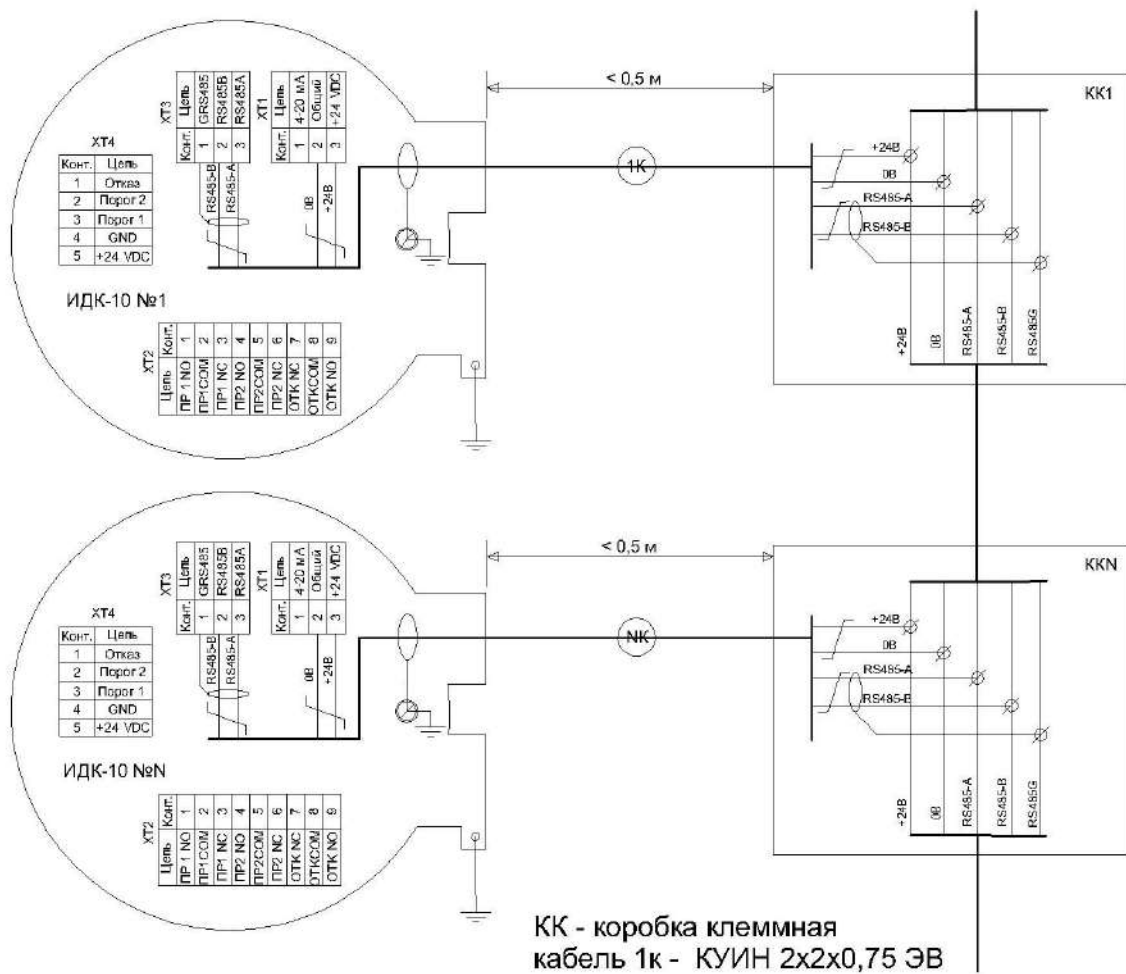 < 0,5 м
КК1
XT3
Конт. Цепь
1 GRS485
2 RS485B
3 RS485A
XT1
Конт. Цепь
1 4-20 мА
2 Общий
3 +24 VDC
XT4
Конт. Цепь
1 Отказ
2 Порог 2
3 Порог 1
4 GND
5 +24 VDC
RS485-B
RS485-A
0В
+24В
1К
+24В
0В
RS485-A
RS485-B
+24В
0В
RS485-A
RS485-B
RS485G
ИДК-10 №1
XT2
Цепь Конт.
ПР 1 NO 1
ПР1COM 2
ПР1 NC 3
ПР2 NO 4
ПР2COM 5
ПР2 NC 6
ОТК NC 7
ОТКCOM 8
ОТК NO 9
< 0,5 м
ККN
XT3
Конт. Цепь
1 GRS485
2 RS485B
3 RS485A
XT1
Конт. Цепь
1 4-20 мА
2 Общий
3 +24 VDC
XT4
Конт. Цепь
1 Отказ
2 Порог 2
3 Порог 1
4 GND
5 +24 VDC
RS485-B
RS485-A
0В
+24В
NК
+24В
0В
RS485-A
RS485-B
+24В
0В
RS485-A
RS485-B
RS485G
ИДК-10 №N
XT2
Цепь Конт.
ПР 1 NO 1
ПР1COM 2
ПР1 NC 3
ПР2 NO 4
ПР2COM 5
ПР2 NC 6
ОТК NC 7
ОТКCOM 8
ОТК NO 9
КК - коробка клеммная
кабель 1к - КУИН 2х2х0,75 ЭВ